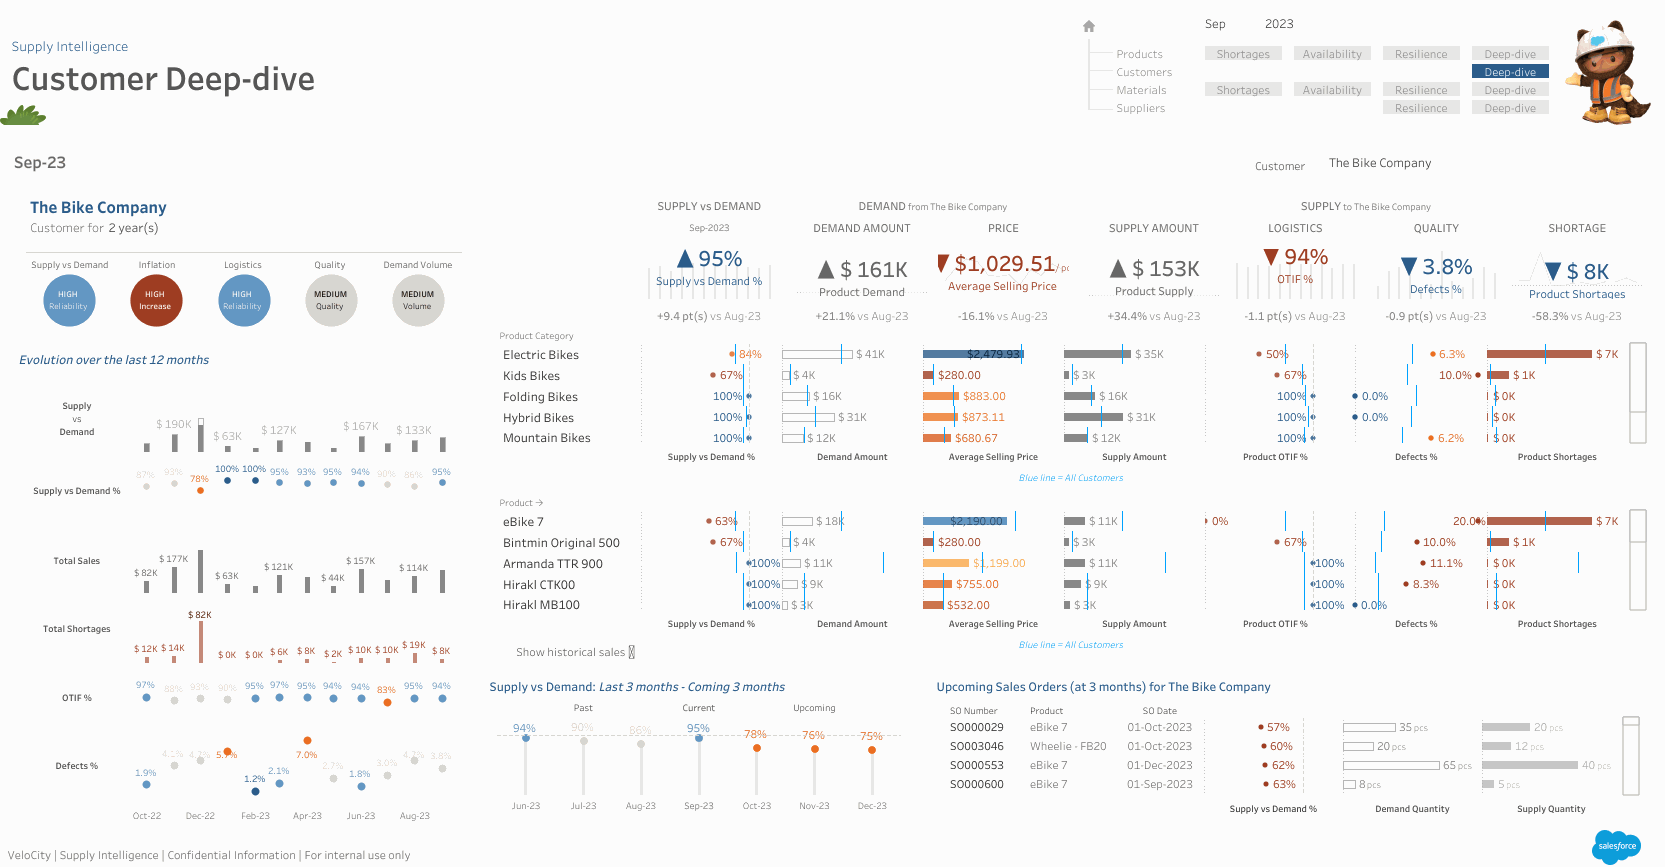 Supply Intelligence
Customer Deep-dive
Sep 2023
Products Shortages Availability Resilience Deep-dive
Customers Deep-dive
Materials Shortages Availability Resilience Deep-dive
Suppliers Resilience Deep-dive
Sep-23
Customer The Bike Company
The Bike Company
Customer for 2 year(s)
Supply vs Demand Inflation Logistics Quality Demand Volume
HIGH HIGH HIGH MEDIUM MEDIUM
Reliability Increase Reliability Quality Volume
Evolution over the last 12 months
Supply
vs
Demand
$ 190K $ 63K $ 127K $ 167K $ 133K
Supply vs Demand %
87% 93% 78% 100% 100% 95% 93% 95% 94% 90% 86% 95%
Total Sales
$ 82K $ 177K $ 63K $ 121K $ 44K $ 157K $ 114K
Total Shortages
$ 12K $ 14K $ 82K $ 0K $ 0K $ 6K $ 8K $ 2K $ 10K $ 10K $ 19K $ 8K
OTIF %
97% 88% 93% 90% 95% 97% 95% 94% 94% 83% 95% 94%
Defects %
1.9% 4.1% 4.2% 5.7% 1.2% 2.1% 7.0% 2.7% 1.8% 3.0% 4.7% 3.8%
Oct-22 Dec-22 Feb-23 Apr-23 Jun-23 Aug-23
SUPPLY vs DEMAND DEMAND from The Bike Company SUPPLY to The Bike Company
Sep-2023 DEMAND AMOUNT PRICE SUPPLY AMOUNT LOGISTICS QUALITY SHORTAGE
▲ 95% ▲ $ 161K ▼ $1,029.51 / pc ▲ $ 153K ▼ 94% ▼ 3.8% ▼ $ 8K
Supply vs Demand % Product Demand Average Selling Price Product Supply OTIF % Defects % Product Shortages
+9.4 pt(s) vs Aug-23 +21.1% vs Aug-23 -16.1% vs Aug-23 +34.4% vs Aug-23 -1.1 pt(s) vs Aug-23 -0.9 pt(s) vs Aug-23 -58.3% vs Aug-23
Product Category
Electric Bikes 84% $ 41K $2,479.93 $ 35K 50% 6.3% $ 7K
Kids Bikes 67% $ 4K $280.00 $ 3K 67% 10.0% $ 1K
Folding Bikes 100% $ 16K $883.00 $ 16K 100% 0.0% $ 0K
Hybrid Bikes 100% $ 31K $873.11 $ 31K 100% 0.0% $ 0K
Mountain Bikes 100% $ 12K $680.67 $ 12K 100% 6.2% $ 0K
Supply vs Demand % Demand Amount Average Selling Price Supply Amount Product OTIF % Defects % Product Shortages
Blue line = All Customers
Product →
eBike 7 63% $ 18K $2,190.00 $ 11K 0% 20.0% $ 7K
Bintmin Original 500 67% $ 4K $280.00 $ 3K 67% 10.0% $ 1K
Armanda TTR 900 100% $ 11K $1,199.00 $ 11K 100% 11.1% $ 0K
Hirakl CTK00 100% $ 9K $755.00 $ 9K 100% 8.3% $ 0K
Hirakl MB100 100% $ 3K $532.00 $ 3K 100% 0.0% $ 0K
Supply vs Demand % Demand Amount Average Selling Price Supply Amount Product OTIF % Defects % Product Shortages
Blue line = All Customers
Show historical sales
Supply vs Demand: Last 3 months - Coming 3 months
Past Current Upcoming
94% 90% 86% 95% 78% 76% 75%
Jun-23 Jul-23 Aug-23 Sep-23 Oct-23 Nov-23 Dec-23
Upcoming Sales Orders (at 3 months) for The Bike Company
SO Number Product SO Date
SO000029 eBike 7 01-Oct-2023 57% 35 pcs 20 pcs
SO003046 Wheelie - FB20 01-Oct-2023 60% 20 pcs 12 pcs
SO000553 eBike 7 01-Dec-2023 62% 65 pcs 40 pcs
SO000600 eBike 7 01-Sep-2023 63% 8 pcs 5 pcs
Supply vs Demand % Demand Quantity Supply Quantity
VeloCity | Supply Intelligence | Confidential Information | For internal use only
salesforce